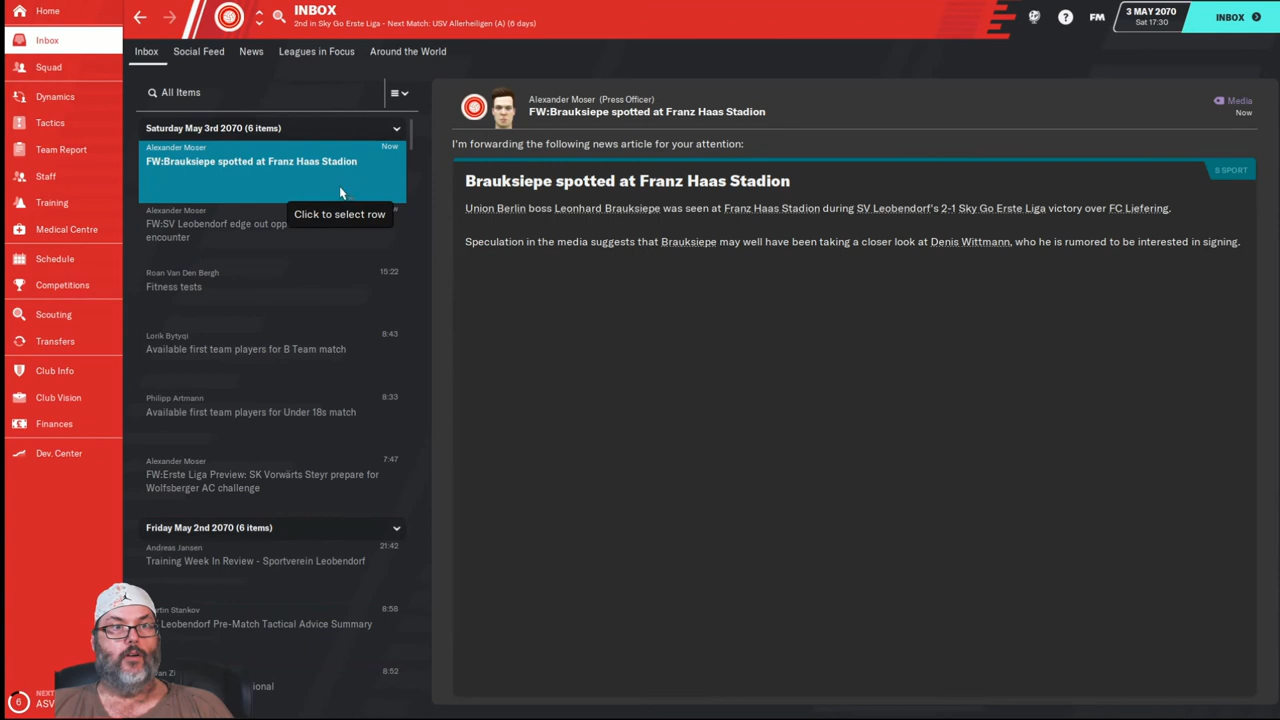 Home
Inbox
Squad
Dynamics
Tactics
Team Report
Staff
Training
Medical Centre
Schedule
Competitions
Scouting
Transfers
Club Info
Club Vision
Finances
Dev. Center
6
NEXT
ASV
INBOX
2nd in Sky Go Erste Liga - Next Match: USV Allerheiligen (A) (6 days)
?
FM
3 MAY 2070
Sat 17:30
INBOX
Inbox
Social Feed
News
Leagues in Focus
Around the World
All Items
Saturday May 3rd 2070 (6 items)
Alexander Moser
Now
FW:Brauksiepe spotted at Franz Haas Stadion
Click to select row
Alexander Moser
FW:SV Leobendorf edge out opp
encounter
Roan Van Den Bergh
15:22
Fitness tests
Lorik Bytyqi
8:43
Available first team players for B Team match
Philipp Artmann
8:33
Available first team players for Under 18s match
Alexander Moser
7:47
FW:Erste Liga Preview: SK Vorwärts Steyr prepare for
Wolfsberger AC challenge
Friday May 2nd 2070 (6 items)
Andreas Jansen
21:42
Training Week In Review - Sportverein Leobendorf
rtin Stankov
8:58
Leobendorf Pre-Match Tactical Advice Summary
an Zi
8:52
ional
Alexander Moser (Press Officer)
FW:Brauksiepe spotted at Franz Haas Stadion
Media
Now
I'm forwarding the following news article for your attention:
S SPORT
Brauksiepe spotted at Franz Haas Stadion
Union Berlin boss Leonhard Brauksiepe was seen at Franz Haas Stadion during SV Leobendorf's 2-1 Sky Go Erste Liga victory over FC Liefering.
Speculation in the media suggests that Brauksiepe may well have been taking a closer look at Denis Wittmann, who he is rumored to be interested in signing.